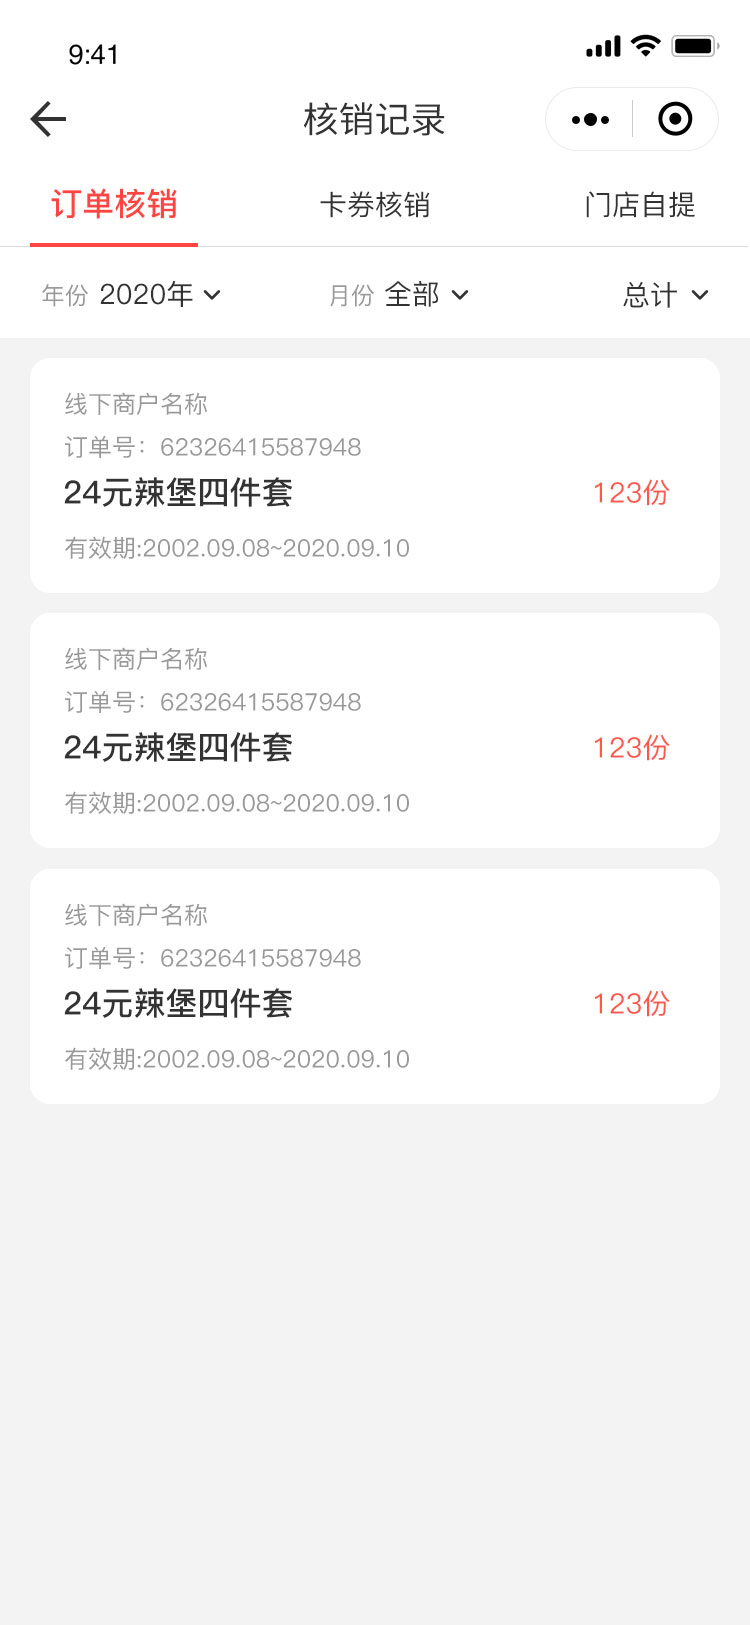 9:41
核销记录
订单核销 卡券核销 门店自提
年份 2020年 月份 全部 总计
线下商户名称
订单号：62326415587948
24元辣堡四件套 123份
有效期:2002.09.08~2020.09.10
线下商户名称
订单号：62326415587948
24元辣堡四件套 123份
有效期:2002.09.08~2020.09.10
线下商户名称
订单号：62326415587948
24元辣堡四件套 123份
有效期:2002.09.08~2020.09.10